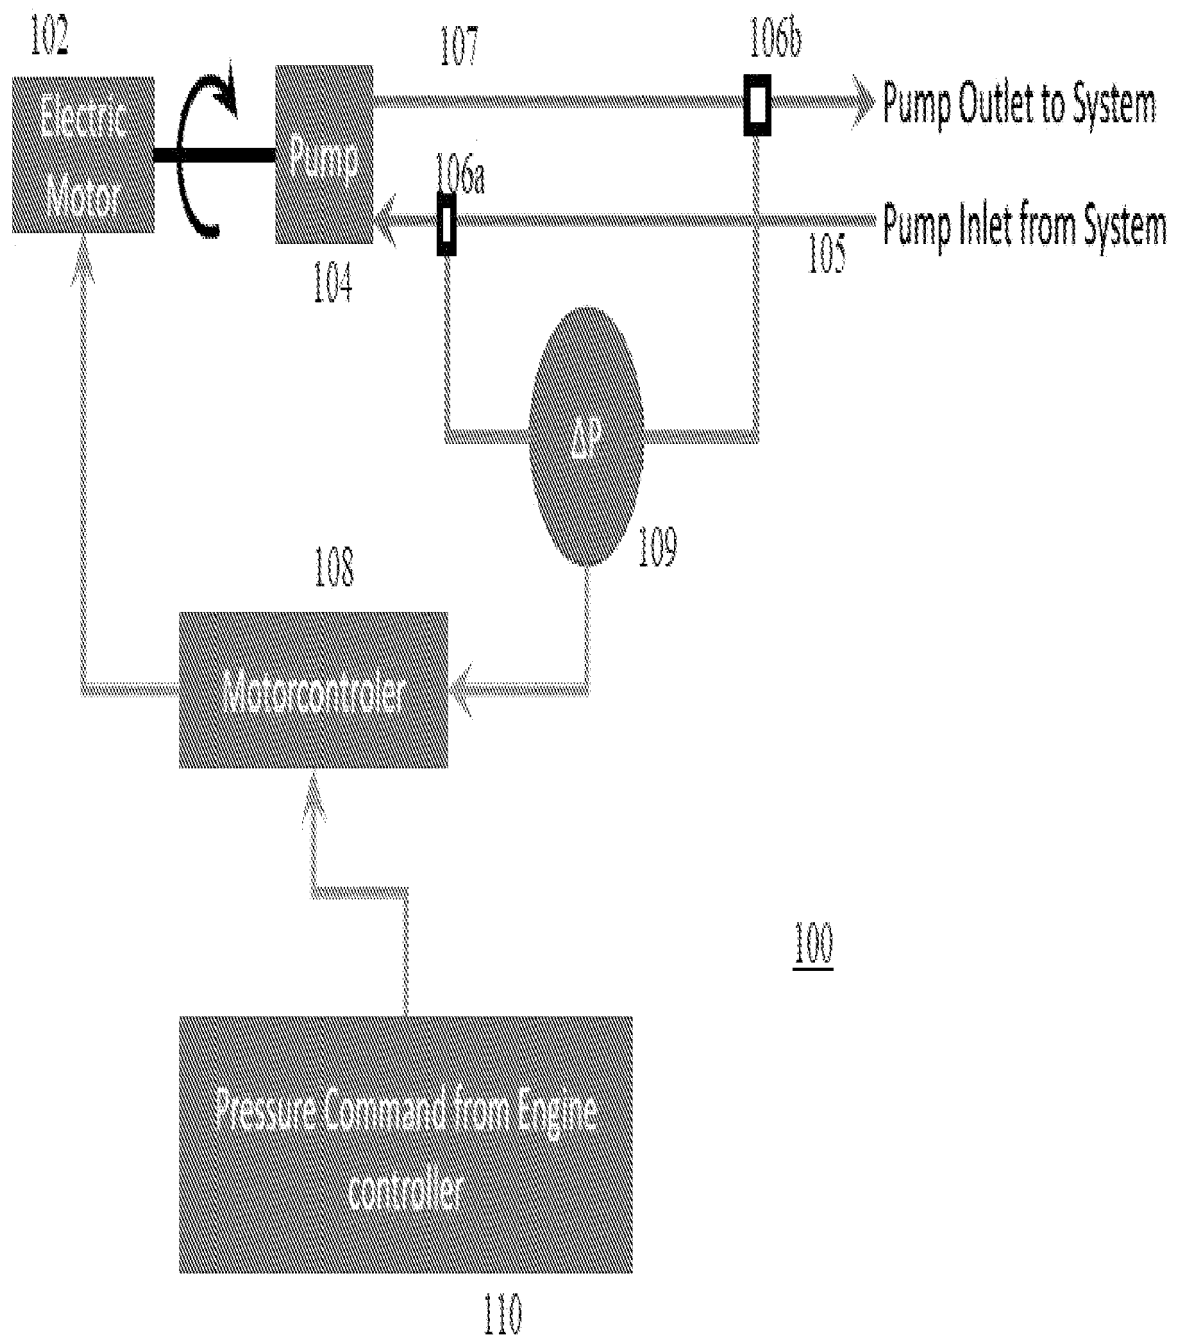 102
107
106b
Electric
Motor
Pump
Pump Outlet to System
106a
Pump Inlet from System
105
104
ΔP
109
108
Motorcontroler
100
Pressure Command from Engine
controller
110